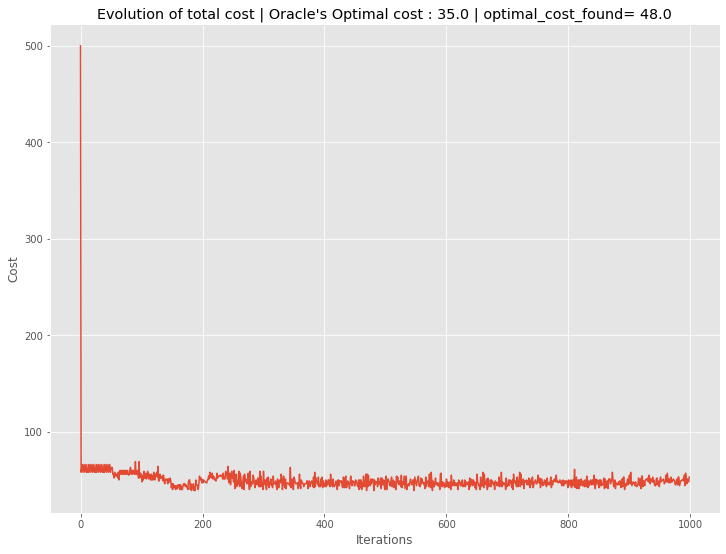 Evolution of total cost | Oracle's Optimal cost : 35.0 | optimal_cost_found= 48.0
500
400
300
200
100
Cost
0 200 400 600 800 1000
Iterations